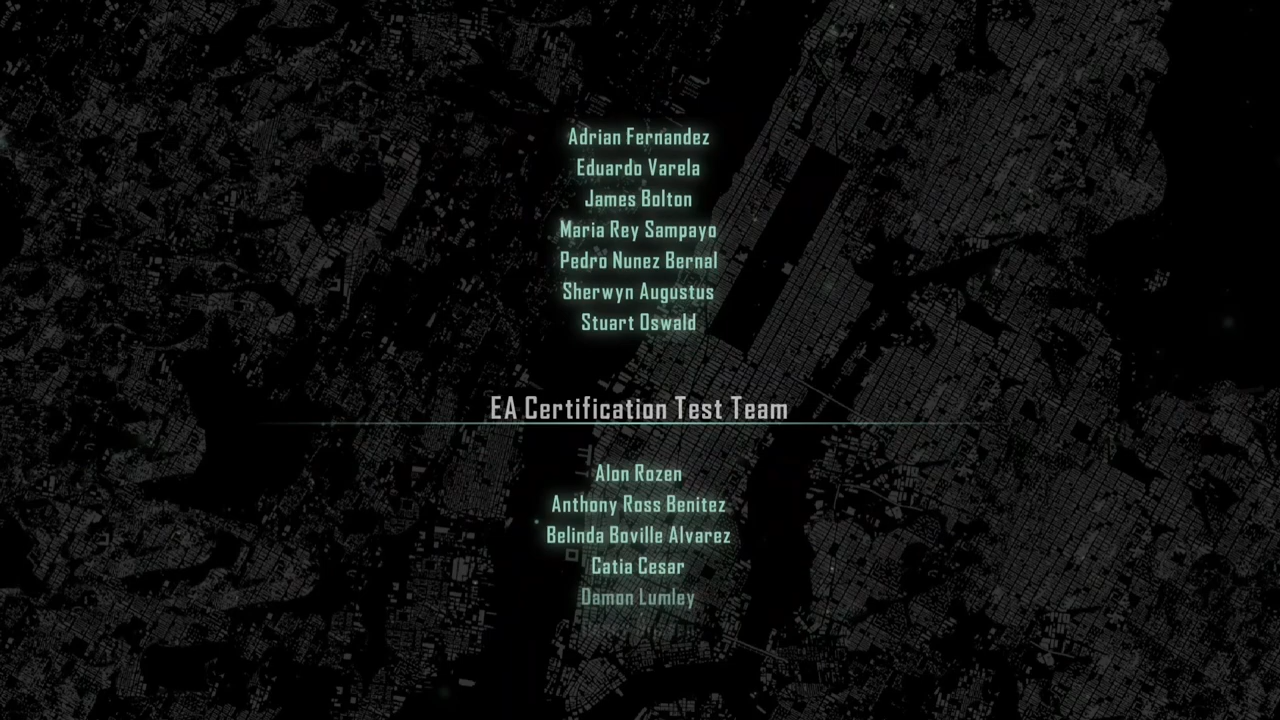 Adrian Fernandez
Eduardo Varela
James Bolton
Maria Rey Sampayo
Pedro Nunez Bernal
Sherwyn Augustus
Stuart Oswald
EA Certification Test Team
Alon Rozen
Anthony Ross Benitez
Belinda Boville Alvarez
Catia Cesar
Damon Lumley